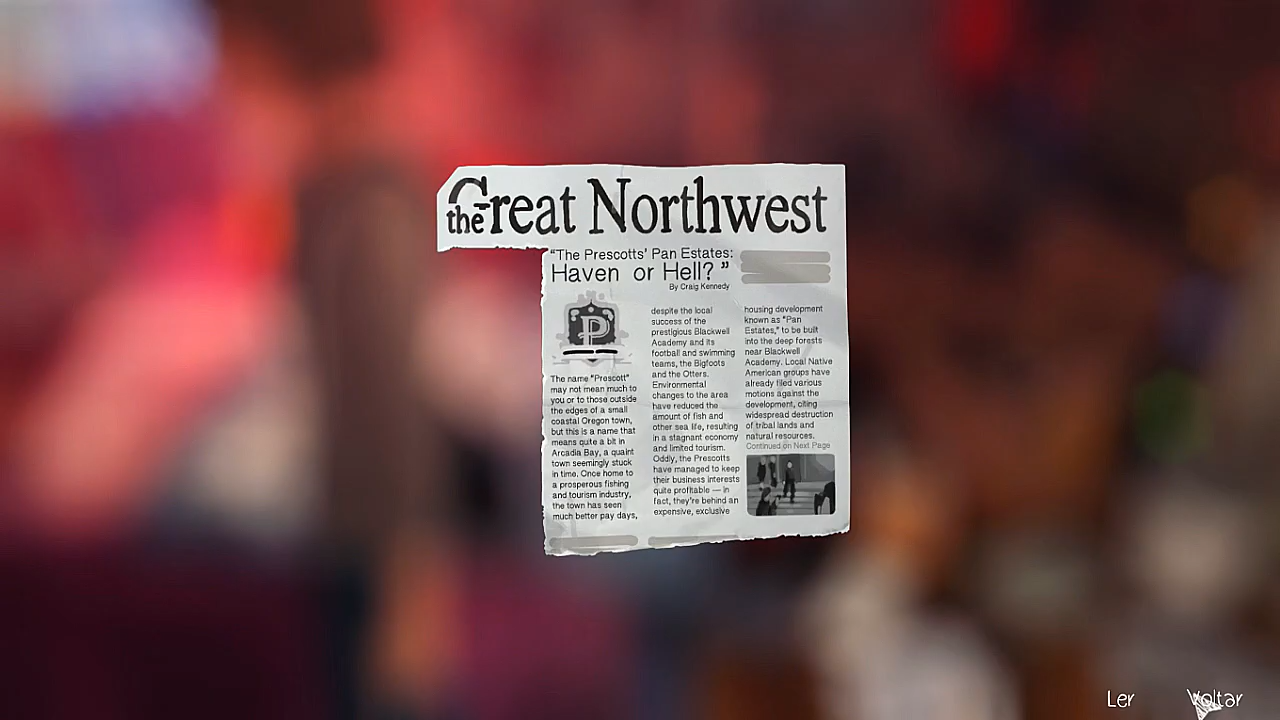 the Great Northwest
"The Prescotts' Pan Estates:
Haven or Hell?"
By Craig Kennedy
P
The name "Prescott"
may not mean much to
you or to those outside
the edges of a small
coastal Oregon town,
but this is a name that
means quite a bit in
Arcadia Bay, a quaint
town seemingly stuck
in time. Once home to
a prosperous fishing
and tourism industry,
the town has seen
much better pay days,
despite the local
success of the
prestigious Blackwell
Academy and its
football and swimming
teams, the Bigfoots
and the Otters.
Environmental
changes to the area
have reduced the
amount of fish and
other sea life, resulting
in a stagnant economy
and limited tourism.
Oddly, the Prescotts
have managed to keep
their business interests
quite profitable — in
fact, they're behind an
expensive, exclusive
housing development
known as "Pan
Estates," to be built
into the deep forests
near Blackwell
Academy. Local Native
American groups have
already filed various
motions against the
development, citing
widespread destruction
of tribal lands and
natural resources.
Continued on Next Page
Ler
Voltar